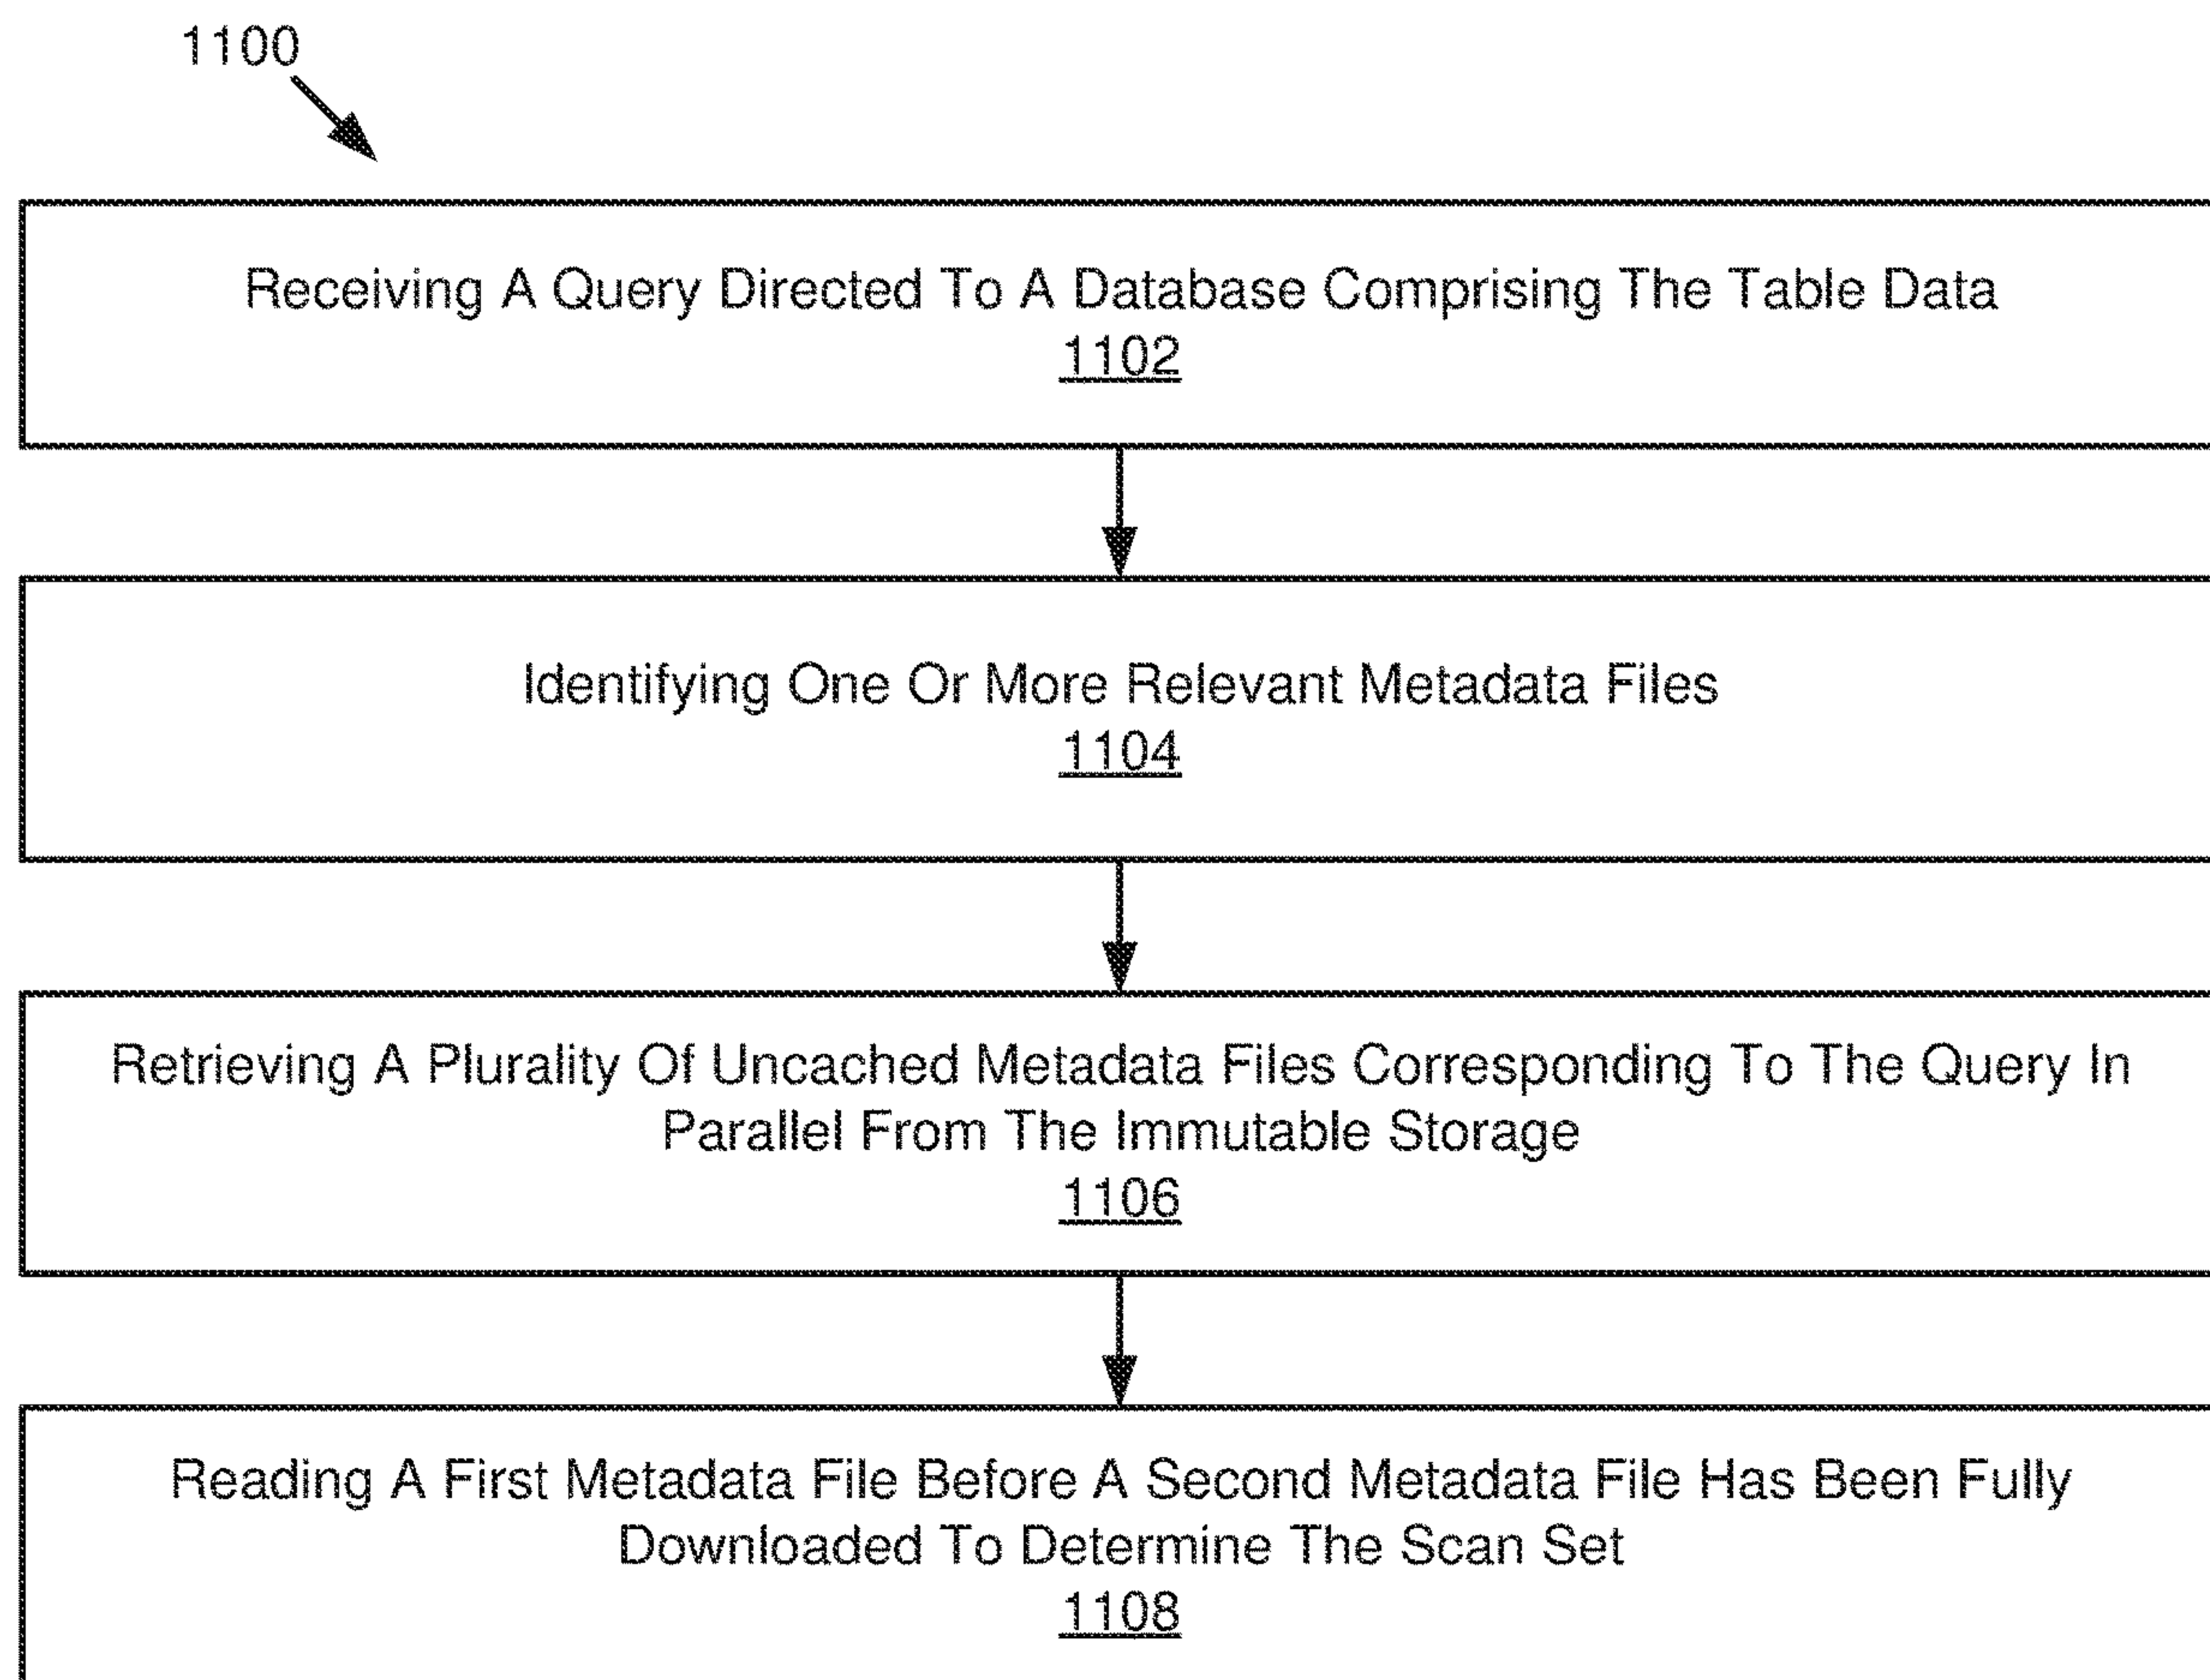 1100
Receiving A Query Directed To A Database Comprising The Table Data
1102
Identifying One Or More Relevant Metadata Files
1104
Retrieving A Plurality Of Uncached Metadata Files Corresponding To The Query In
Parallel From The Immutable Storage
1106
Reading A First Metadata File Before A Second Metadata File Has Been Fully
Downloaded To Determine The Scan Set
1108